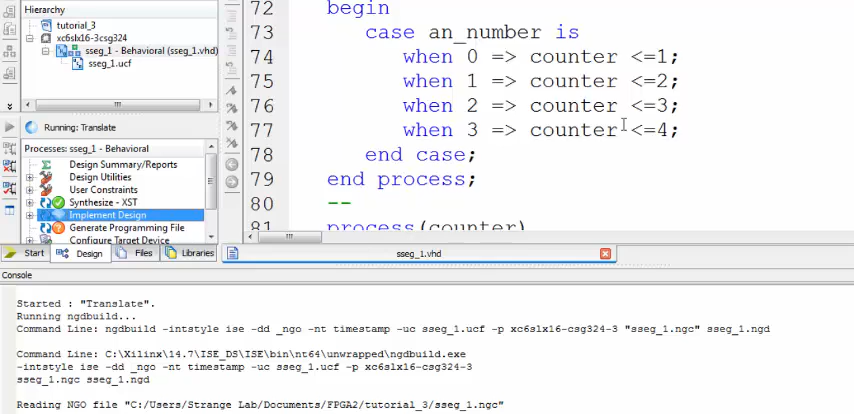 Hierarchy
tutorial_3
xc6slx16-3csg324
sseg_1 - Behavioral (sseg_1.vhd)
sseg_1.ucf
Running: Translate
Processes: sseg_1 - Behavioral
Design Summary/Reports
Design Utilities
User Constraints
Synthesize - XST
Implement Design
Generate Programming File
Configure Target Device
Start
Design
Files
Libraries
72 begin
73 case an_number is
74 when 0 => counter <=1;
75 when 1 => counter <=2;
76 when 2 => counter <=3;
77 when 3 => counter <=4;
78 end case;
79 end process;
80 --
81 process(counter)
sseg_1.vhd
Console
Started : "Translate".
Running ngdbuild...
Command Line: ngdbuild -intstyle ise -dd _ngo -nt timestamp -uc sseg_1.ucf -p xc6slx16-csg324-3 "sseg_1.ngc" sseg_1.ngd
Command Line: C:\Xilinx\14.7\ISE_DS\ISE\bin\nt64\unwrapped\ngdbuild.exe
-intstyle ise -dd _ngo -nt timestamp -uc sseg_1.ucf -p xc6slx16-csg324-3
sseg_1.ngc sseg_1.ngd
Reading NGO file "C:/Users/Strange Lab/Documents/FPGA2/tutorial_3/sseg_1.ngc"